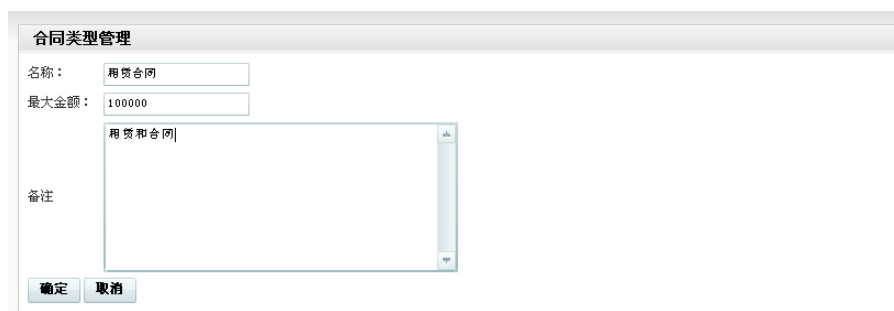 合同类型管理
名称： 租赁合同
最大金额： 100000
租赁和合同
备注
确定 取消